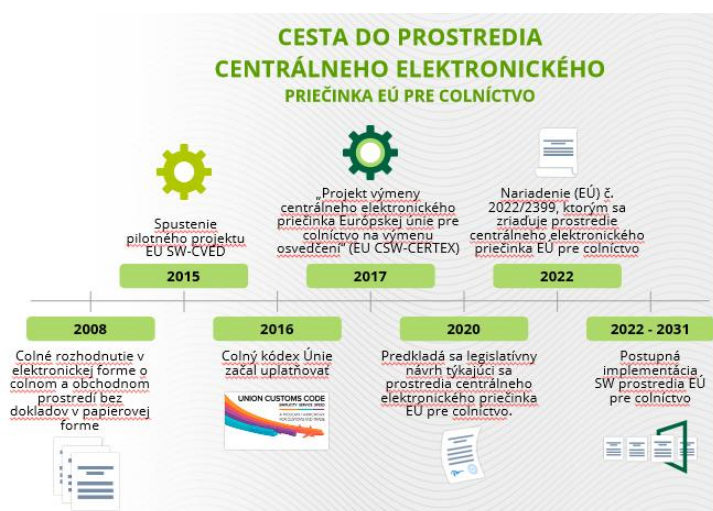 CESTA DO PROSTREDIA
CENTRÁLNEHO ELEKTRONICKÉHO
PRIEČINKA EÚ PRE COLNÍCTVO
Spustenie
pilotného projektu
EU SW-CVED
2015
„Projekt výmeny
centrálneho elektronického
priečinka Európskej únie pre
colníctvo na výmenu
osvedčení“ (EU CSW-CERTEX)
2017
Nariadenie (EÚ) č.
2022/2399, ktorým sa
zriaďuje prostredie
centrálneho elektronického
priečinka EÚ pre colníctvo
2022
2008
Colné rozhodnutie v
elektronickej forme o
colnom a obchodnom
prostredí bez
dokladov v papierovej
forme
2016
Colný kódex Únie
začal uplatňovať
UNION CUSTOMS CODE
2020
Predkladá sa legislatívny
návrh týkajúci sa
prostredia centrálneho
elektronického priečinka
EÚ pre colníctvo.
2022 - 2031
Postupná
implementácia
SW prostredia EÚ
pre colníctvo